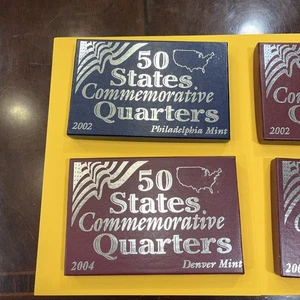 50
States
Commemorative
Quarters
2002 Philadelphia Mint
50
States
Commemorative
Quarters
2004 Denver Mint
2002